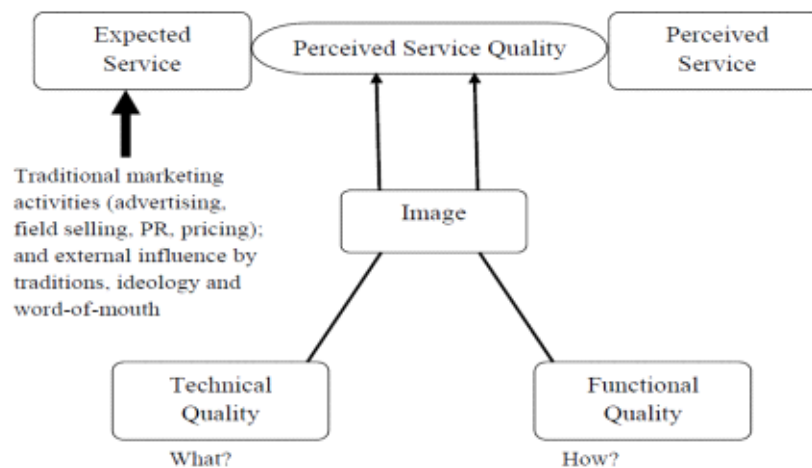 Expected
Service
Perceived Service Quality
Perceived
Service
Traditional marketing
activities (advertising,
field selling, PR, pricing);
and external influence by
traditions, ideology and
word-of-mouth
Image
Technical
Quality
Functional
Quality
What?
How?